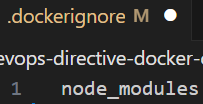 .dockerignore M
evops-directive-docker-c
1 node_modules